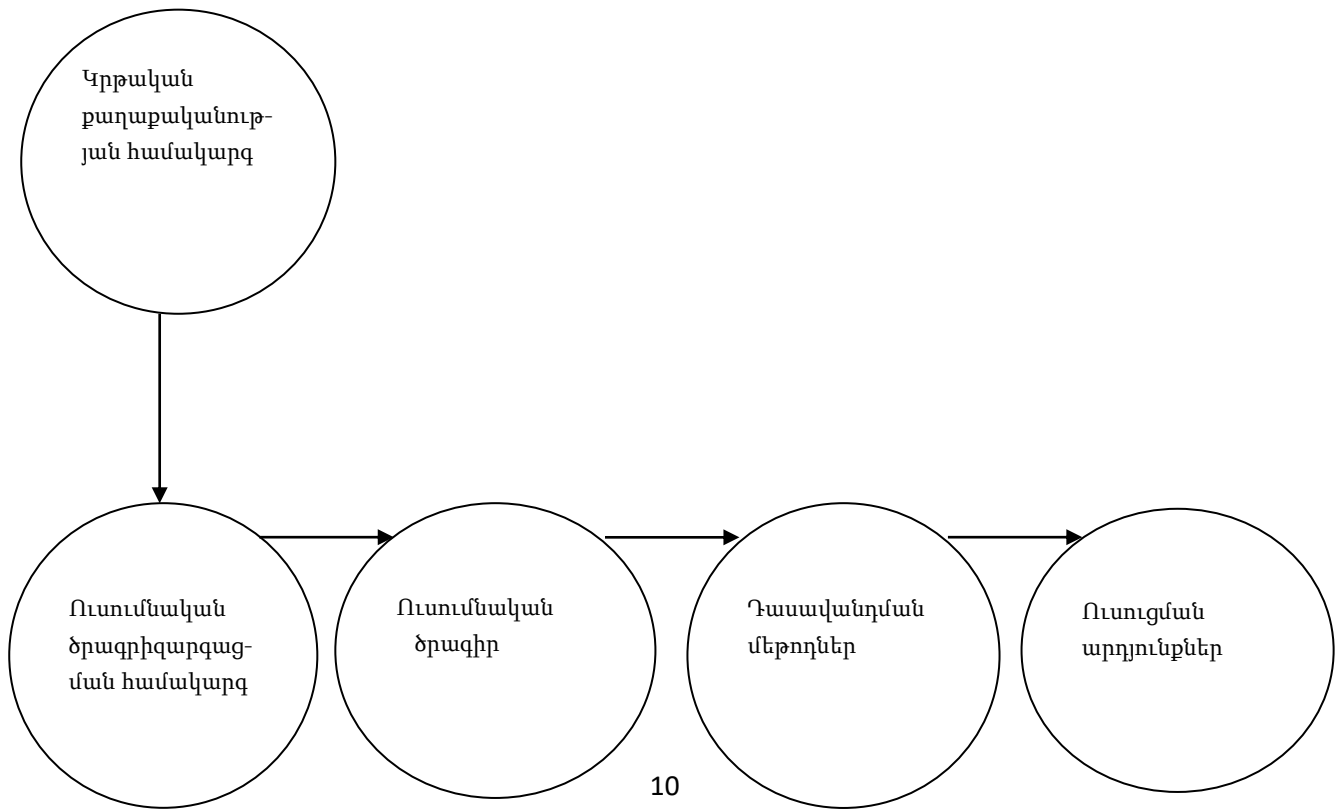 Կրթական
քաղաքականութ-
յան համակարգ
Ուսումնական
ծրագրիզարգաց-
ման համակարգ
Ուսումնական
ծրագիր
Դասավանդման
մեթոդներ
Ուսուցման
արդյունքներ
10